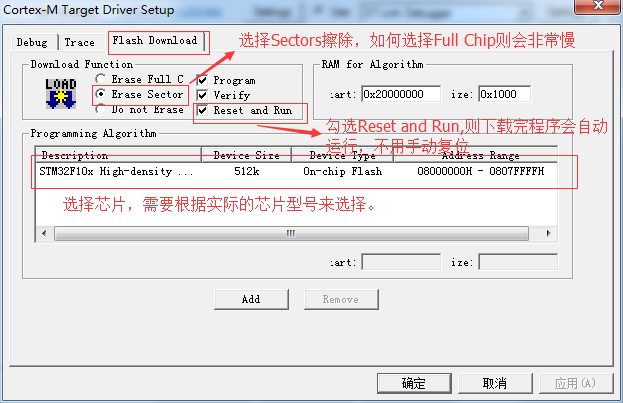 Cortex-M Target Driver Setup
Debug Trace Flash Download
选择Sectors擦除，如何选择Full Chip则会非常慢
Download Function
LOAD
Erase Full C
Erase Sector
Do not Erase
Program
Verify
Reset and Run
RAM for Algorithm
:art: 0x20000000 ize: 0x1000
勾选Reset and Run,则下载完程序会自动
运行，不用手动复位
Programming Algorithm
Description Device Size Device Type Address Range
STM32F10x High-density ... 512k On-chip Flash 08000000H - 0807FFFFH
选择芯片，需要根据实际的芯片型号来选择。
:art: ize:
Add Remove
确定 取消 应用(A)